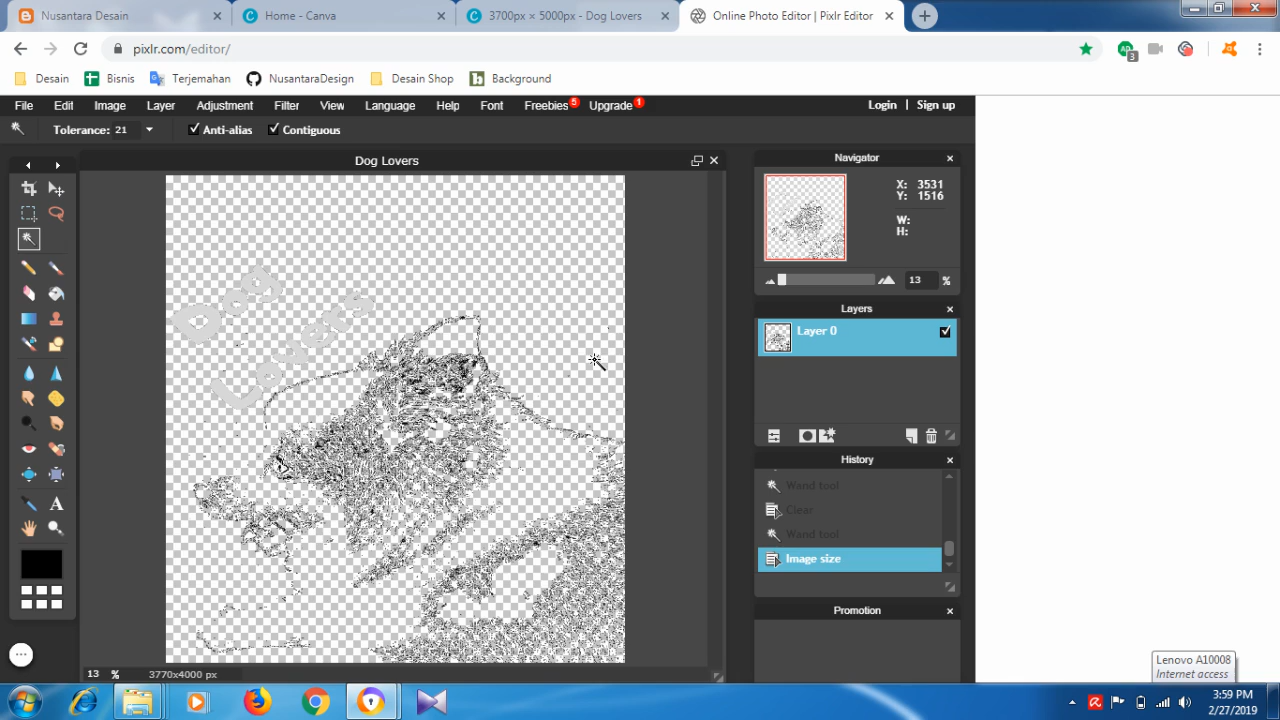 Nusantara Desain
Home - Canva
3700px × 5000px - Dog Lovers
Online Photo Editor | Pixlr Editor
pixlr.com/editor/
3
Desain
Bisnis
Terjemahan
NusantaraDesign
Desain Shop
Background
File Edit Image Layer Adjustment Filter View Language Help Font Freebies 5 Upgrade 1 Login | Sign up
Tolerance: 21 Anti-alias Contiguous
Dog Lovers
Navigator
X: 3531
Y: 1516
W:
H:
13 %
Layers
Layer 0
History
Wand tool
Clear
Wand tool
Image size
Promotion
Dog
Lovers
13 % 3770x4000 px
Lenovo A10008
Internet access
3:59 PM
2/27/2019